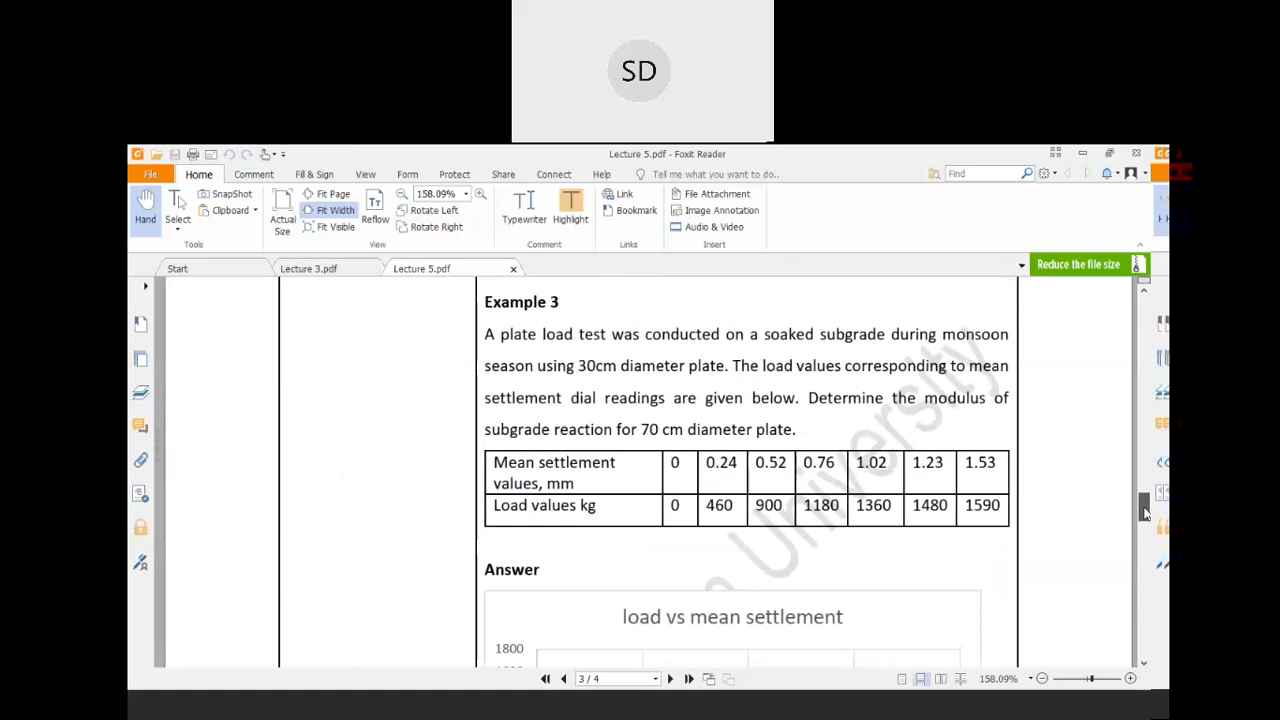 SD
Lecture 5.pdf - Foxit Reader
File Home Comment Fill & Sign View Form Protect Share Connect Help Tell me what you want to do.. Find
Hand
Select
SnapShot
Clipboard
Tools
Actual Size
Fit Page
Fit Width
Fit Visible
Reflow
158.09%
Rotate Left
Rotate Right
View
Typewriter
Highlight
Comment
Link
Bookmark
Links
File Attachment
Image Annotation
Audio & Video
Insert
Start Lecture 3.pdf Lecture 5.pdf Reduce the file size
Example 3
A plate load test was conducted on a soaked subgrade during monsoon
season using 30cm diameter plate. The load values corresponding to mean
settlement dial readings are given below. Determine the modulus of
subgrade reaction for 70 cm diameter plate.
Mean settlement values, mm 0 0.24 0.52 0.76 1.02 1.23 1.53
Load values kg 0 460 900 1180 1360 1480 1590
Answer
load vs mean settlement
1800
University
3 / 4 158.09%